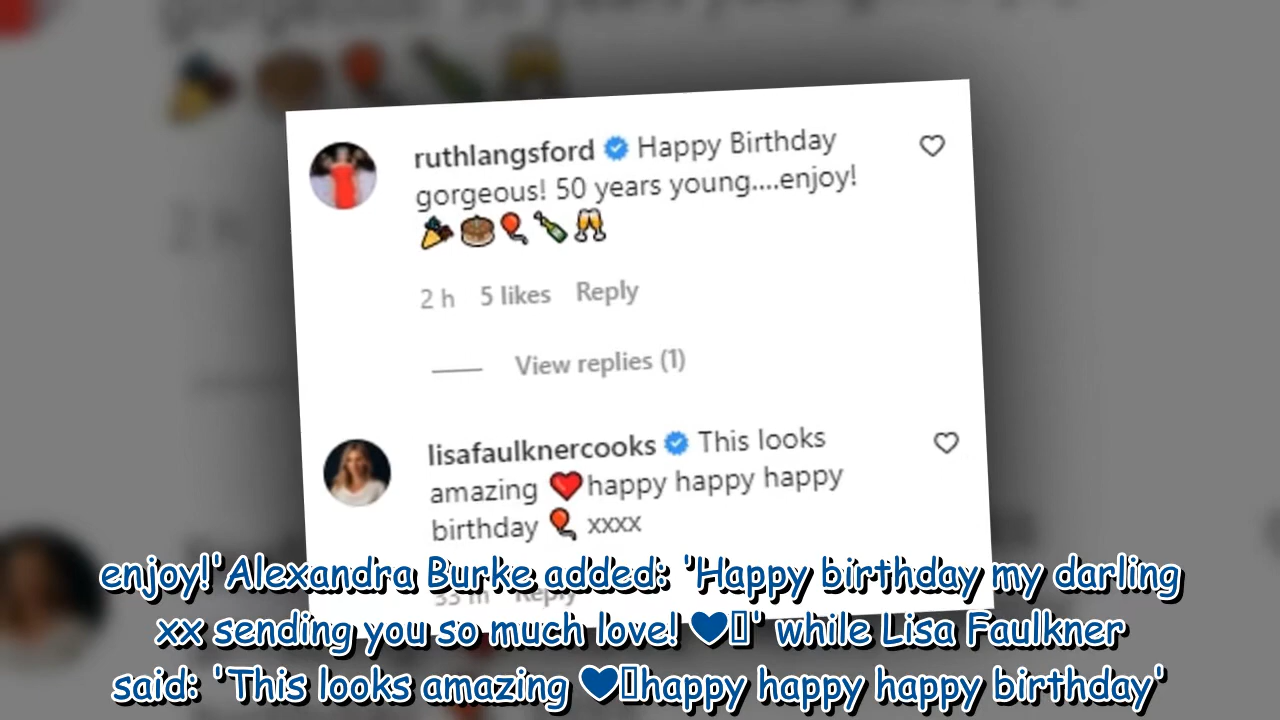 ruthlangsford Happy Birthday
gorgeous! 50 years young....enjoy!
🎉🎂🎈🍾🥂
2 h 5 likes Reply
View replies (1)
lisafaulknercooks This looks
amazing ❤️happy happy happy
birthday 🎈 xxxx
33 m Reply
enjoy!'Alexandra Burke added: 'Happy birthday my darling
xx sending you so much love! ♥' while Lisa Faulkner
said: 'This looks amazing ♥happy happy happy birthday'